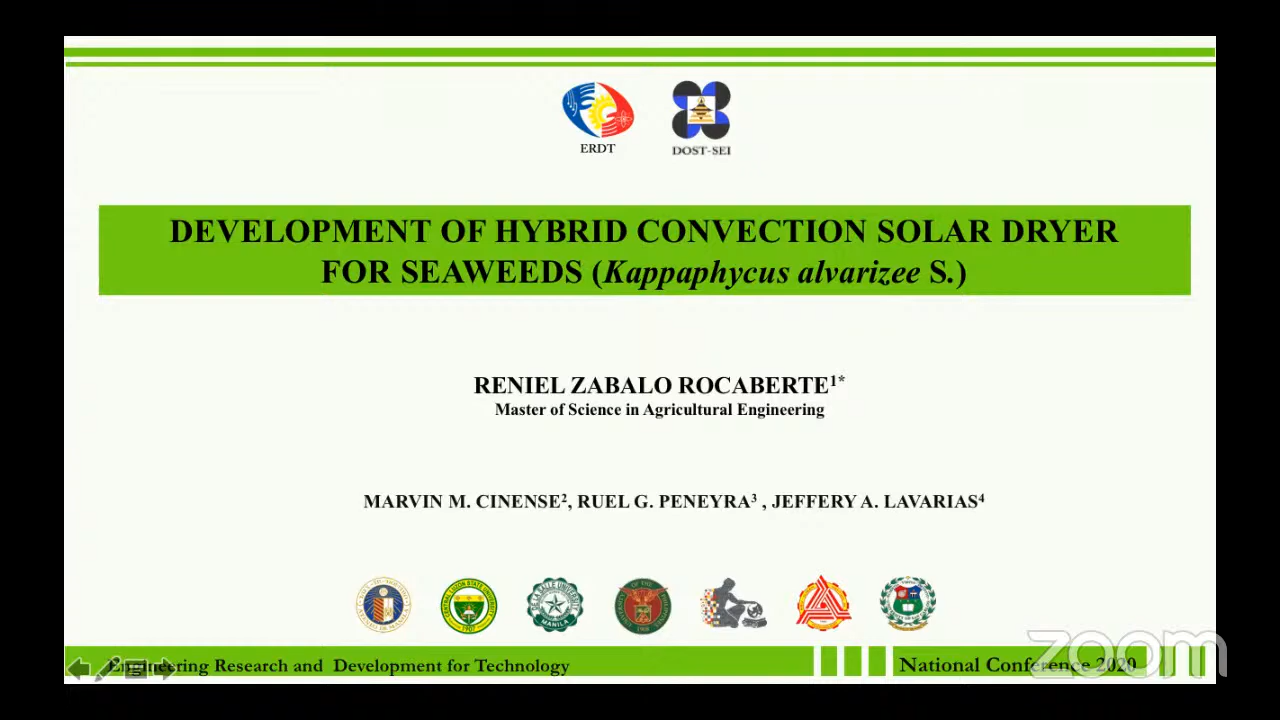 ERDT
DOST-SEI
DEVELOPMENT OF HYBRID CONVECTION SOLAR DRYER
FOR SEAWEEDS (Kappaphycus alvarizee S.)
RENIEL ZABALO ROCABERTE¹*
Master of Science in Agricultural Engineering
MARVIN M. CINENSE², RUEL G. PENEYRA³ , JEFFERY A. LAVARIAS⁴
Engineering Research and Development for Technology
National Conference 2020
zoom